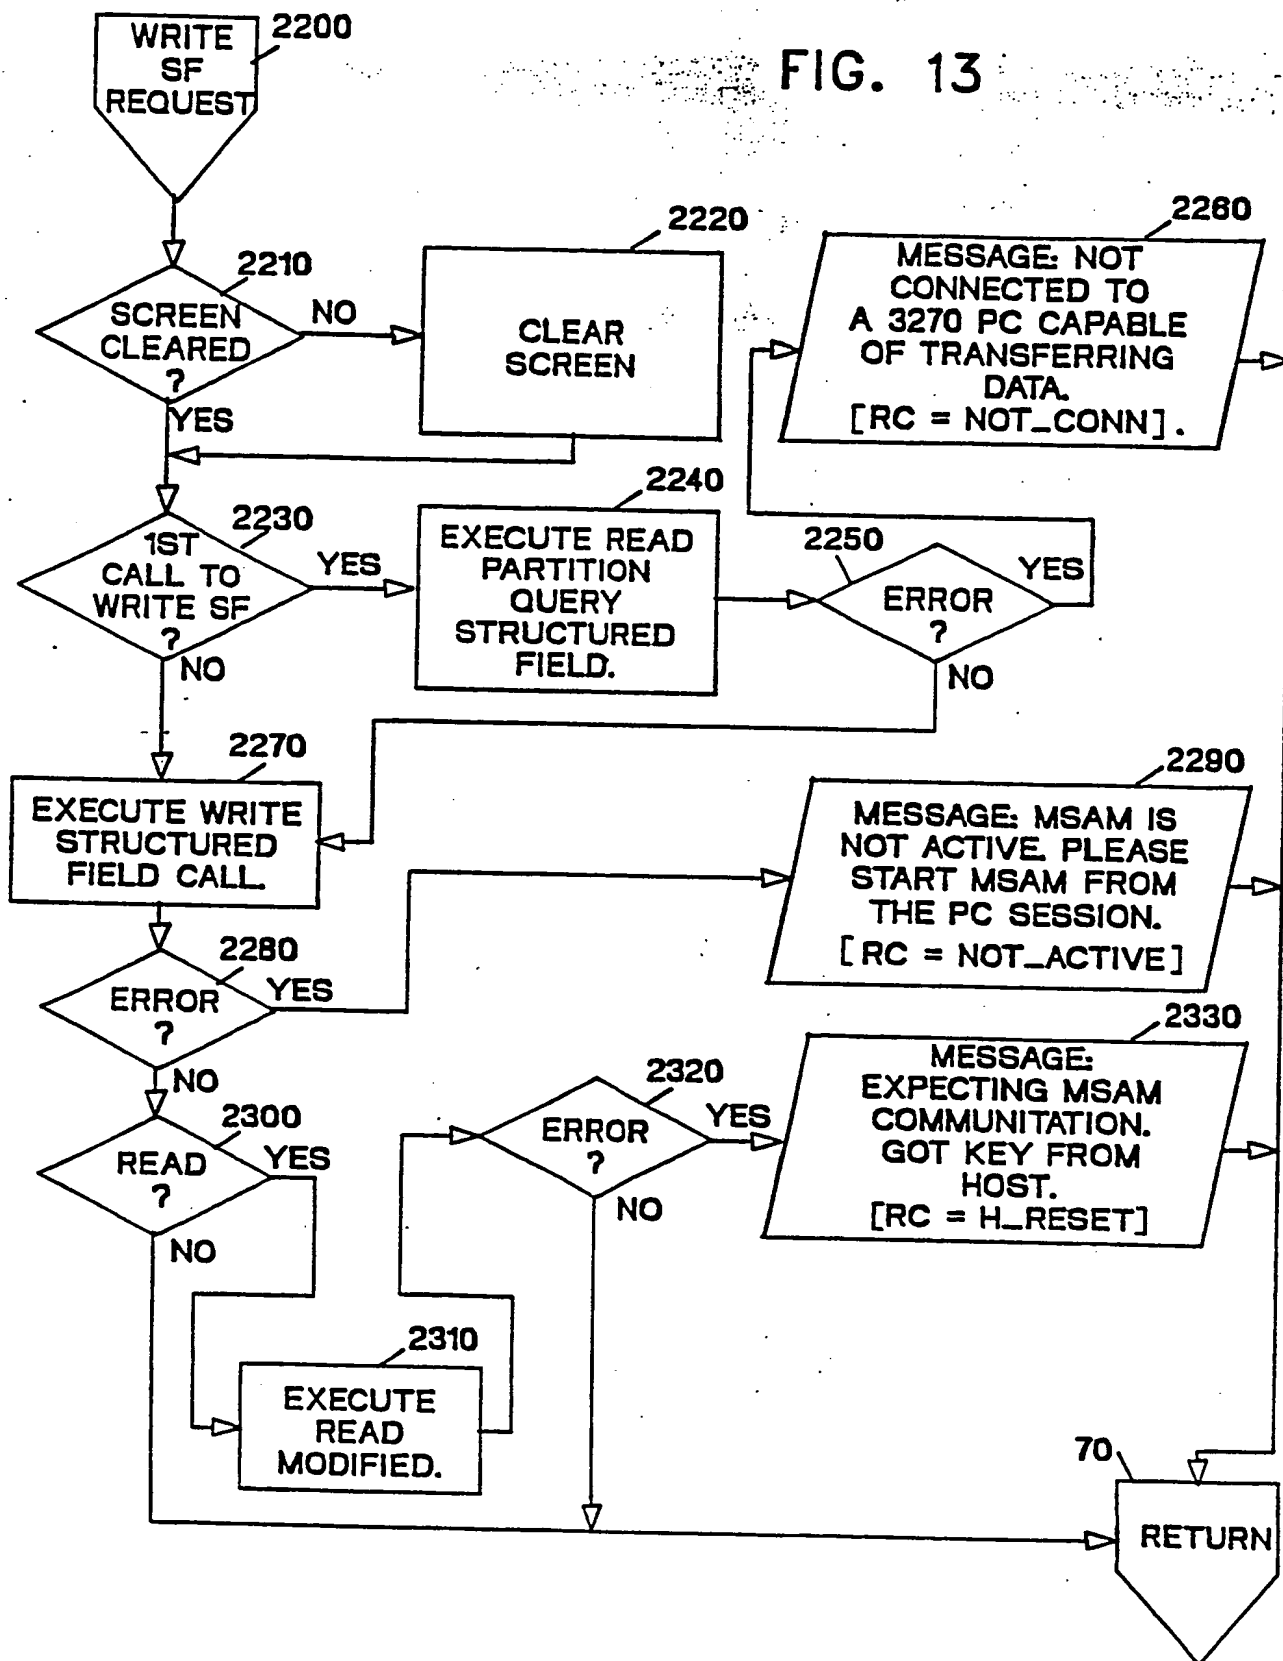 FIG. 13
2200
WRITE
SF
REQUEST
2210
SCREEN
CLEARED
?
NO
YES
2220
CLEAR
SCREEN
2230
1ST
CALL TO
WRITE SF
?
YES
NO
2240
EXECUTE READ
PARTITION
QUERY
STRUCTURED
FIELD.
2250
ERROR
?
YES
NO
2260
MESSAGE: NOT
CONNECTED TO
A 3270 PC CAPABLE
OF TRANSFERRING
DATA.
[RC = NOT_CONN].
2270
EXECUTE WRITE
STRUCTURED
FIELD CALL.
2280
ERROR
?
YES
NO
2290
MESSAGE: MSAM IS
NOT ACTIVE. PLEASE
START MSAM FROM
THE PC SESSION.
[RC = NOT_ACTIVE]
2300
READ
?
YES
NO
2310
EXECUTE
READ
MODIFIED.
2320
ERROR
?
YES
NO
2330
MESSAGE:
EXPECTING MSAM
COMMUNITATION.
GOT KEY FROM
HOST.
[RC = H_RESET]
70
RETURN